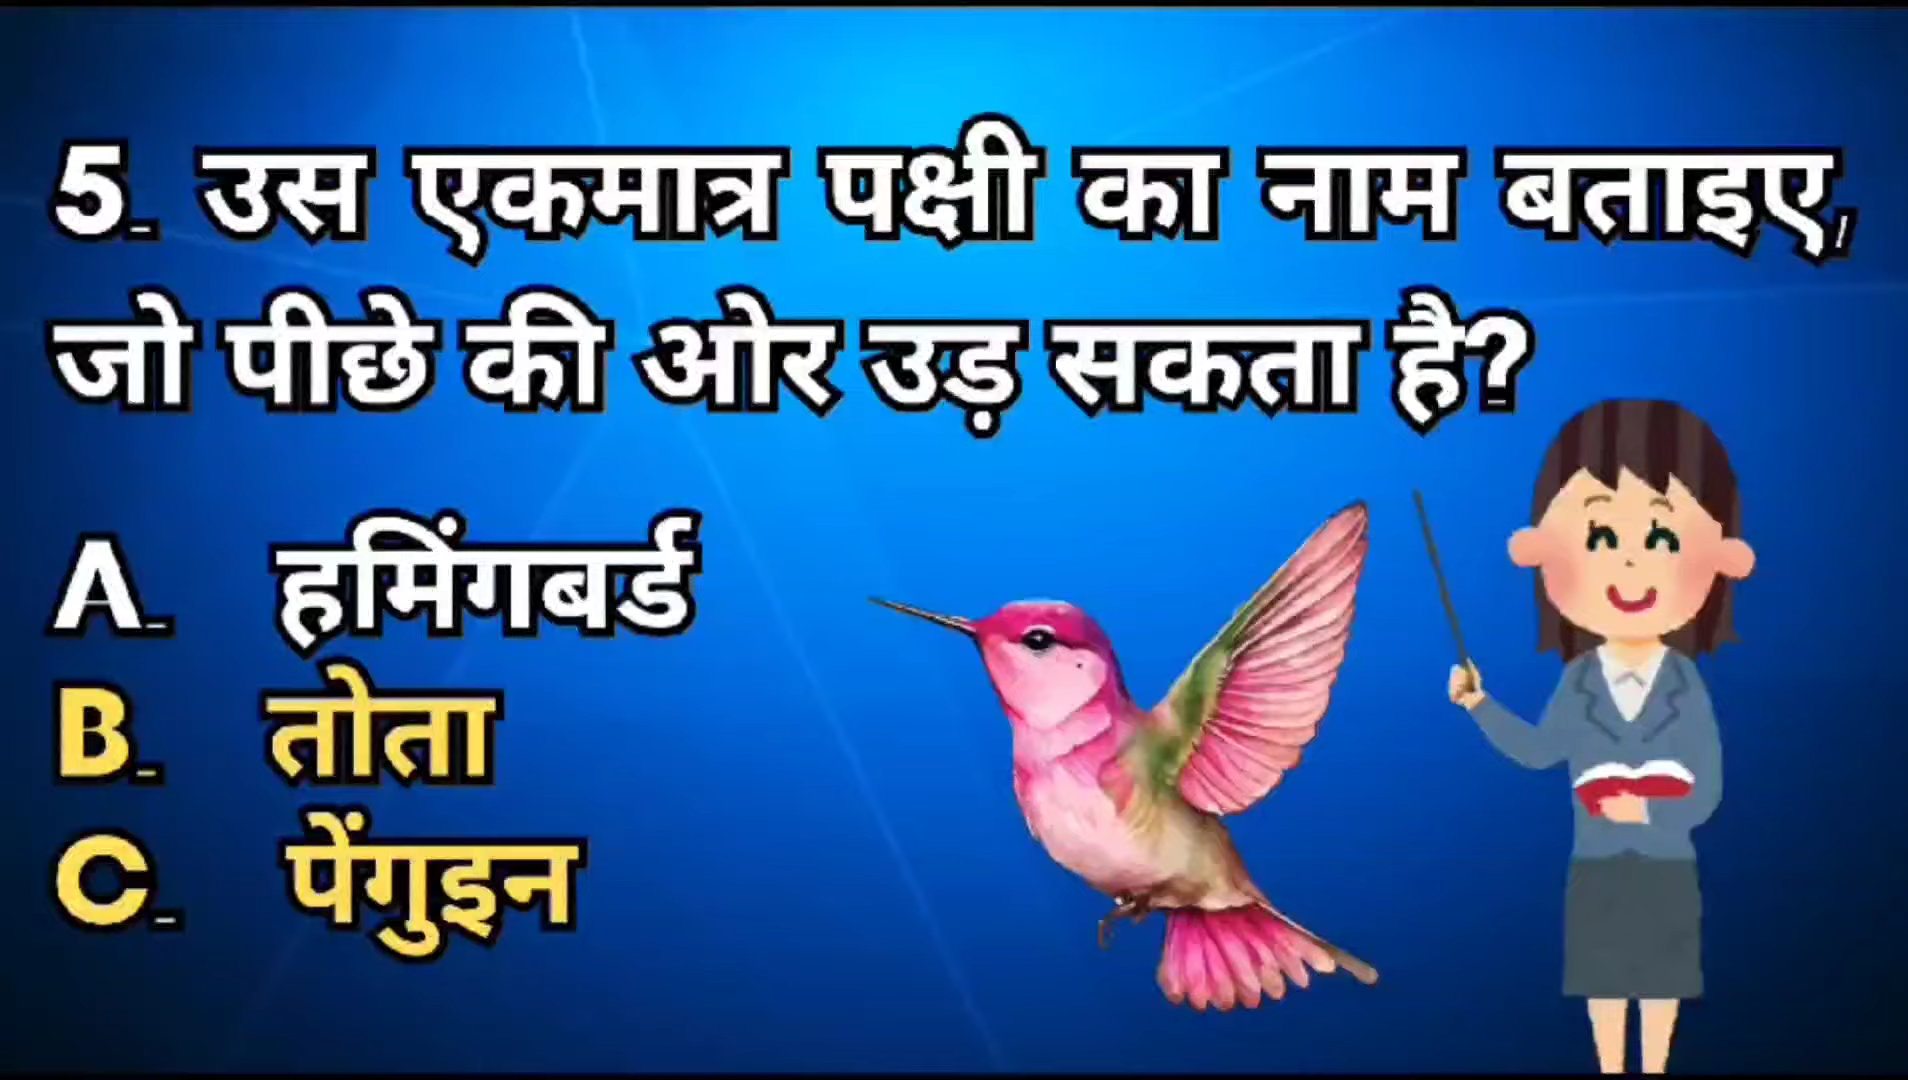 5. उस एकमात्र पक्षी का नाम बताइए,
जो पीछे की ओर उड़ सकता है?
A. हमिंगबर्ड
B. तोता
C. पेंगुइन